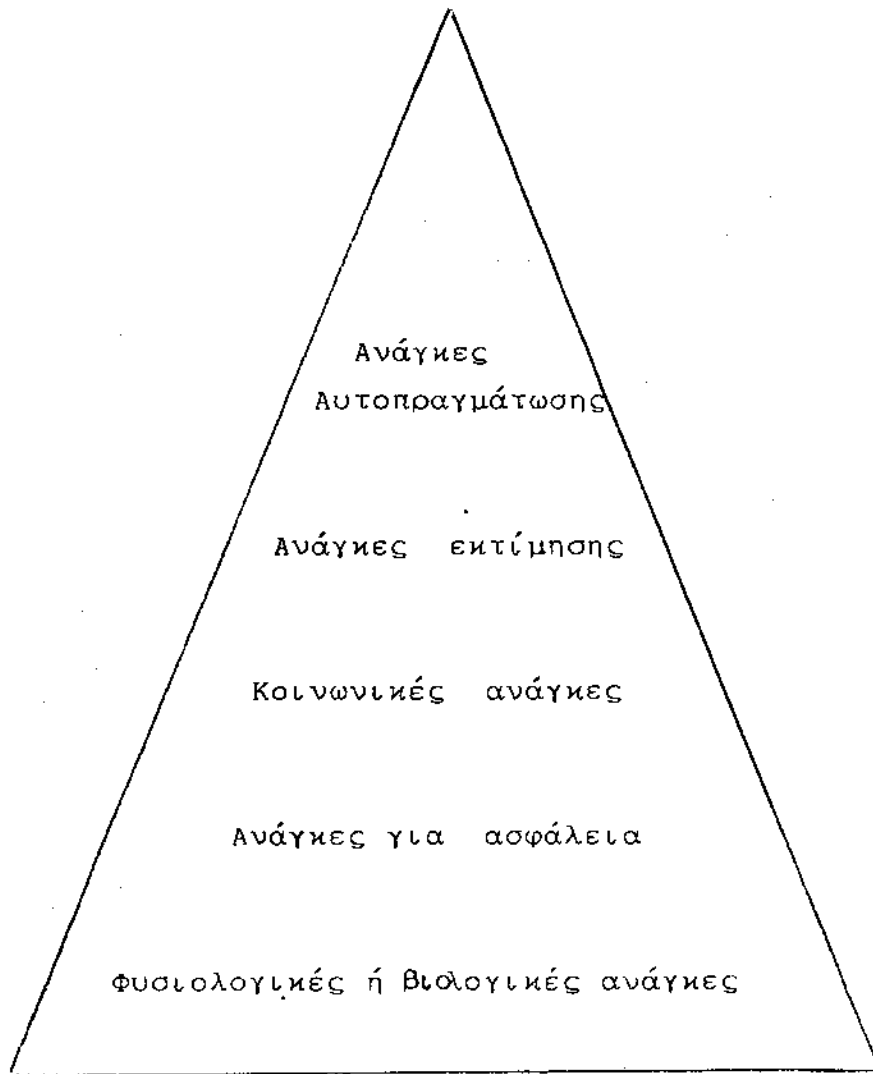 Ανάγκες
Αυτοπραγμάτωσης
Ανάγκες εκτίμησης
Κοινωνικές ανάγκες
Ανάγκες για ασφάλεια
Φυσιολογικές ή βιολογικές ανάγκες